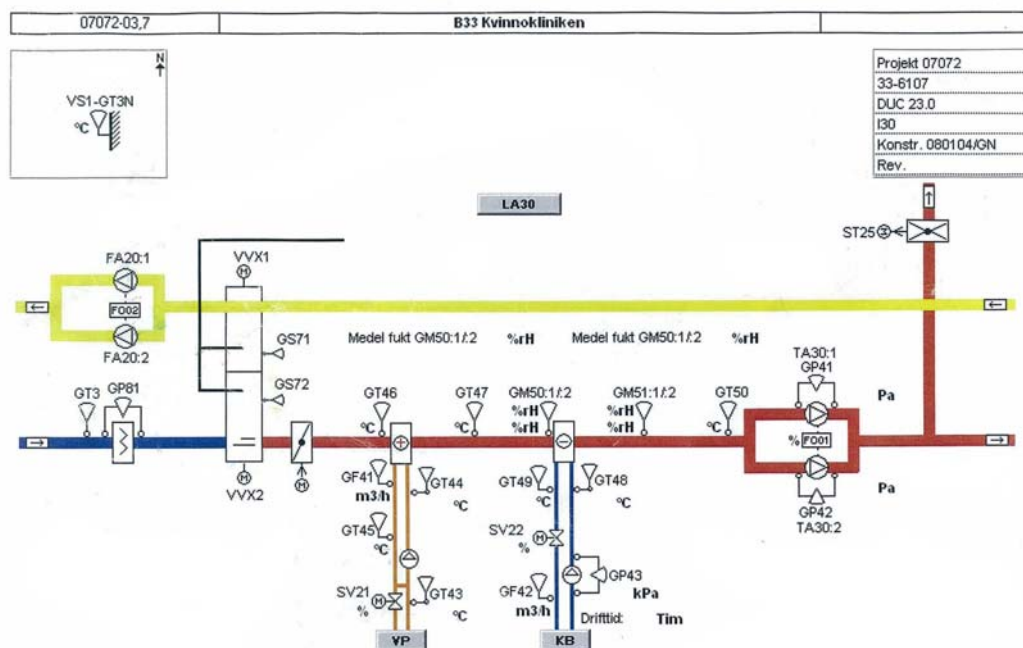 07072-03,7 B33 Kvinnokliniken
N
VS1-GT3N
°C
Projekt 07072
33-6107
DUC 23.0
I30
Konstr. 080104/GN
Rev.
LA30
ST25
FA20:1
VVX1
M
FO02
FA20:2
GS71
Medel fukt GM50:1/:2 %rH Medel fukt GM50:1/:2 %rH
TA30:1
GP41
Pa
GT3
GP81
GS72
GT46
°C
GT47
°C
GM50:1/:2
%rH
%rH
GM51:1/:2
%rH
%rH
GT50
°C
% FO01
VVX2
M
M
GF41
m3/h
GT44
°C
GT49
°C
GT48
°C
Pa
GP42
TA30:2
GT45
°C
SV22
M
%
SV21
M
%
GT43
°C
GF42
m3/h
GP43
kPa
Drifttid: Tim
VP
KB